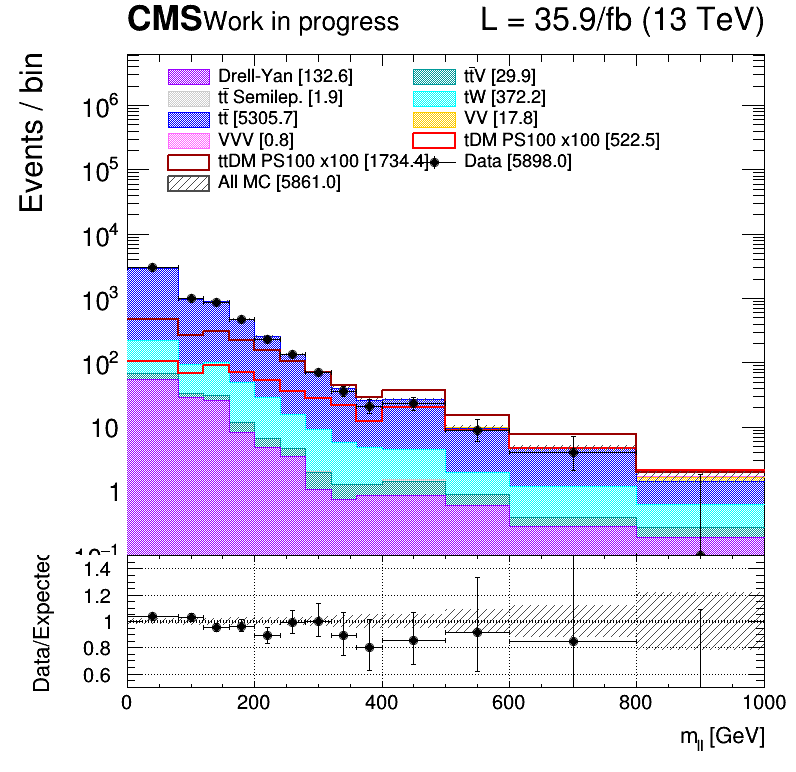 CMS Work in progress L = 35.9/fb (13 TeV)
Events / bin
Drell-Yan [132.6] tt̄V [29.9]
tt̄ Semilep. [1.9] tW [372.2]
tt̄ [5305.7] VV [17.8]
VVV [0.8] tDM PS100 x100 [522.5]
ttDM PS100 x100 [1734.4] Data [5898.0]
All MC [5861.0]
10⁶
10⁵
10⁴
10³
10²
10
1
10⁻¹
Data/Expected
1.4
1.2
1
0.8
0.6
0 200 400 600 800 1000
m_ll [GeV]